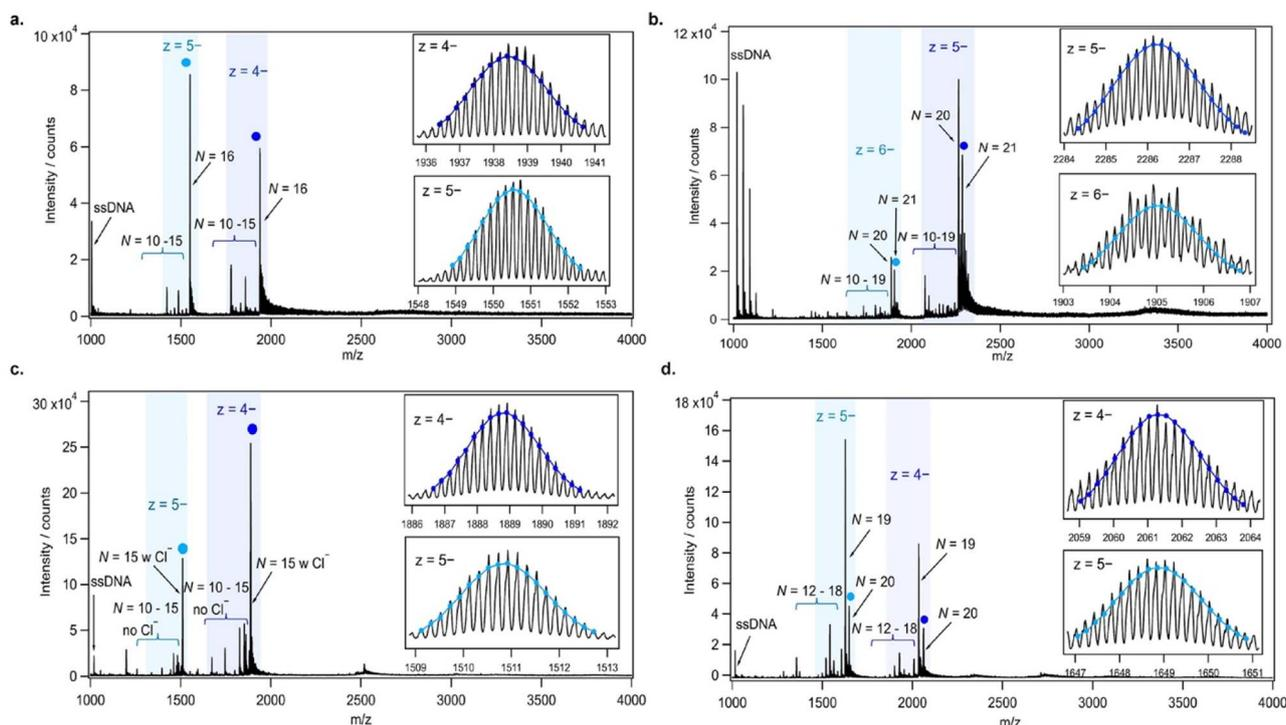 a.
10 x10⁴
8
6
4
2
0
Intensity / counts
z = 5−
z = 4−
N = 16
N = 16
ssDNA
N = 10 -15
N = 10 -15
1000 1500 2000 2500 3000 3500 4000
m/z
z = 4−
1936 1937 1938 1939 1940 1941
z = 5−
1548 1549 1550 1551 1552 1553
b.
12 x10⁴
10
8
6
4
2
0
Intensity / counts
ssDNA
z = 6−
z = 5−
N = 20
N = 21
N = 21
N = 20
N = 10-19
N = 10 - 19
1000 1500 2000 2500 3000 3500 4000
m/z
z = 5−
2284 2285 2286 2287 2288
z = 6−
1903 1904 1905 1906 1907
c.
30 x10⁴
25
20
15
10
5
0
Intensity / counts
z = 4−
z = 5−
N = 15 w Cl⁻
N = 15 w Cl⁻
ssDNA
N = 10 - 15
no Cl⁻
N = 10 - 15
no Cl⁻
1000 1500 2000 2500 3000 3500 4000
m/z
z = 4−
1886 1887 1888 1889 1890 1891 1892
z = 5−
1509 1510 1511 1512 1513
d.
18 x10⁴
16
14
12
10
8
6
4
2
0
Intensity / counts
z = 5−
z = 4−
N = 19
N = 19
N = 20
N = 12 - 18
N = 12 - 18
N = 20
ssDNA
1000 1500 2000 2500 3000 3500 4000
m/z
z = 4−
2059 2060 2061 2062 2063 2064
z = 5−
1647 1648 1649 1650 1651